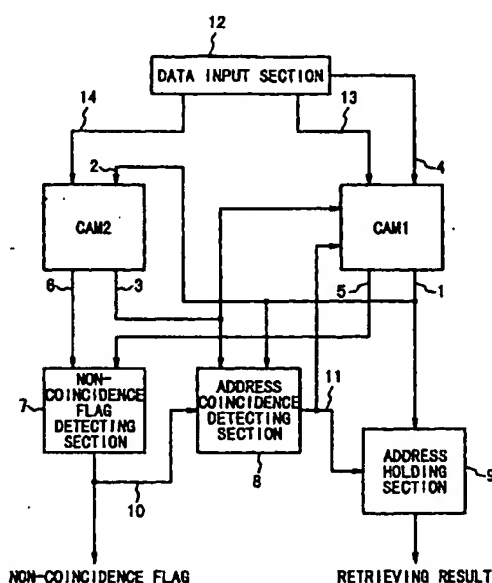 12
DATA INPUT SECTION
14
13
2
4
CAM2
CAM1
6
3
5
1
NON-
COINCIDENCE
FLAG
DETECTING
SECTION
7
ADDRESS
COINCIDENCE
DETECTING
SECTION
8
11
ADDRESS
HOLDING
SECTION
9
10
NON-COINCIDENCE FLAG
RETRIEVING RESULT